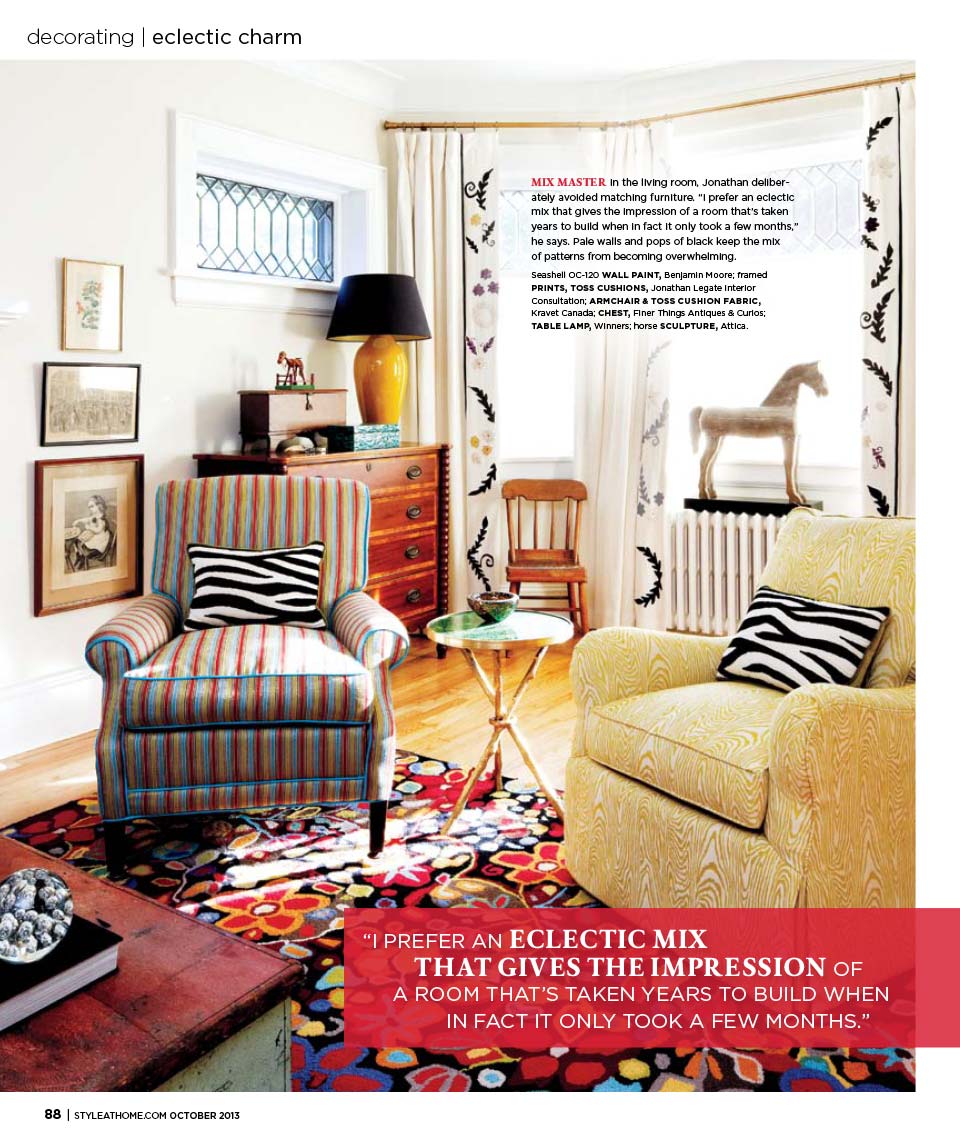 decorating | eclectic charm
MIX MASTER In the living room, Jonathan deliber-
ately avoided matching furniture. “I prefer an eclectic
mix that gives the impression of a room that’s taken
years to build when in fact it only took a few months,”
he says. Pale walls and pops of black keep the mix
of patterns from becoming overwhelming.
Seashell OC-120 WALL PAINT, Benjamin Moore; framed
PRINTS, TOSS CUSHIONS, Jonathan Legate Interior
Consultation; ARMCHAIR & TOSS CUSHION FABRIC,
Kravet Canada; CHEST, Finer Things Antiques & Curios;
TABLE LAMP, Winners; horse SCULPTURE, Attica.
“I PREFER AN ECLECTIC MIX
THAT GIVES THE IMPRESSION OF
A ROOM THAT’S TAKEN YEARS TO BUILD WHEN
IN FACT IT ONLY TOOK A FEW MONTHS.”
88 | STYLEATHOME.COM OCTOBER 2013